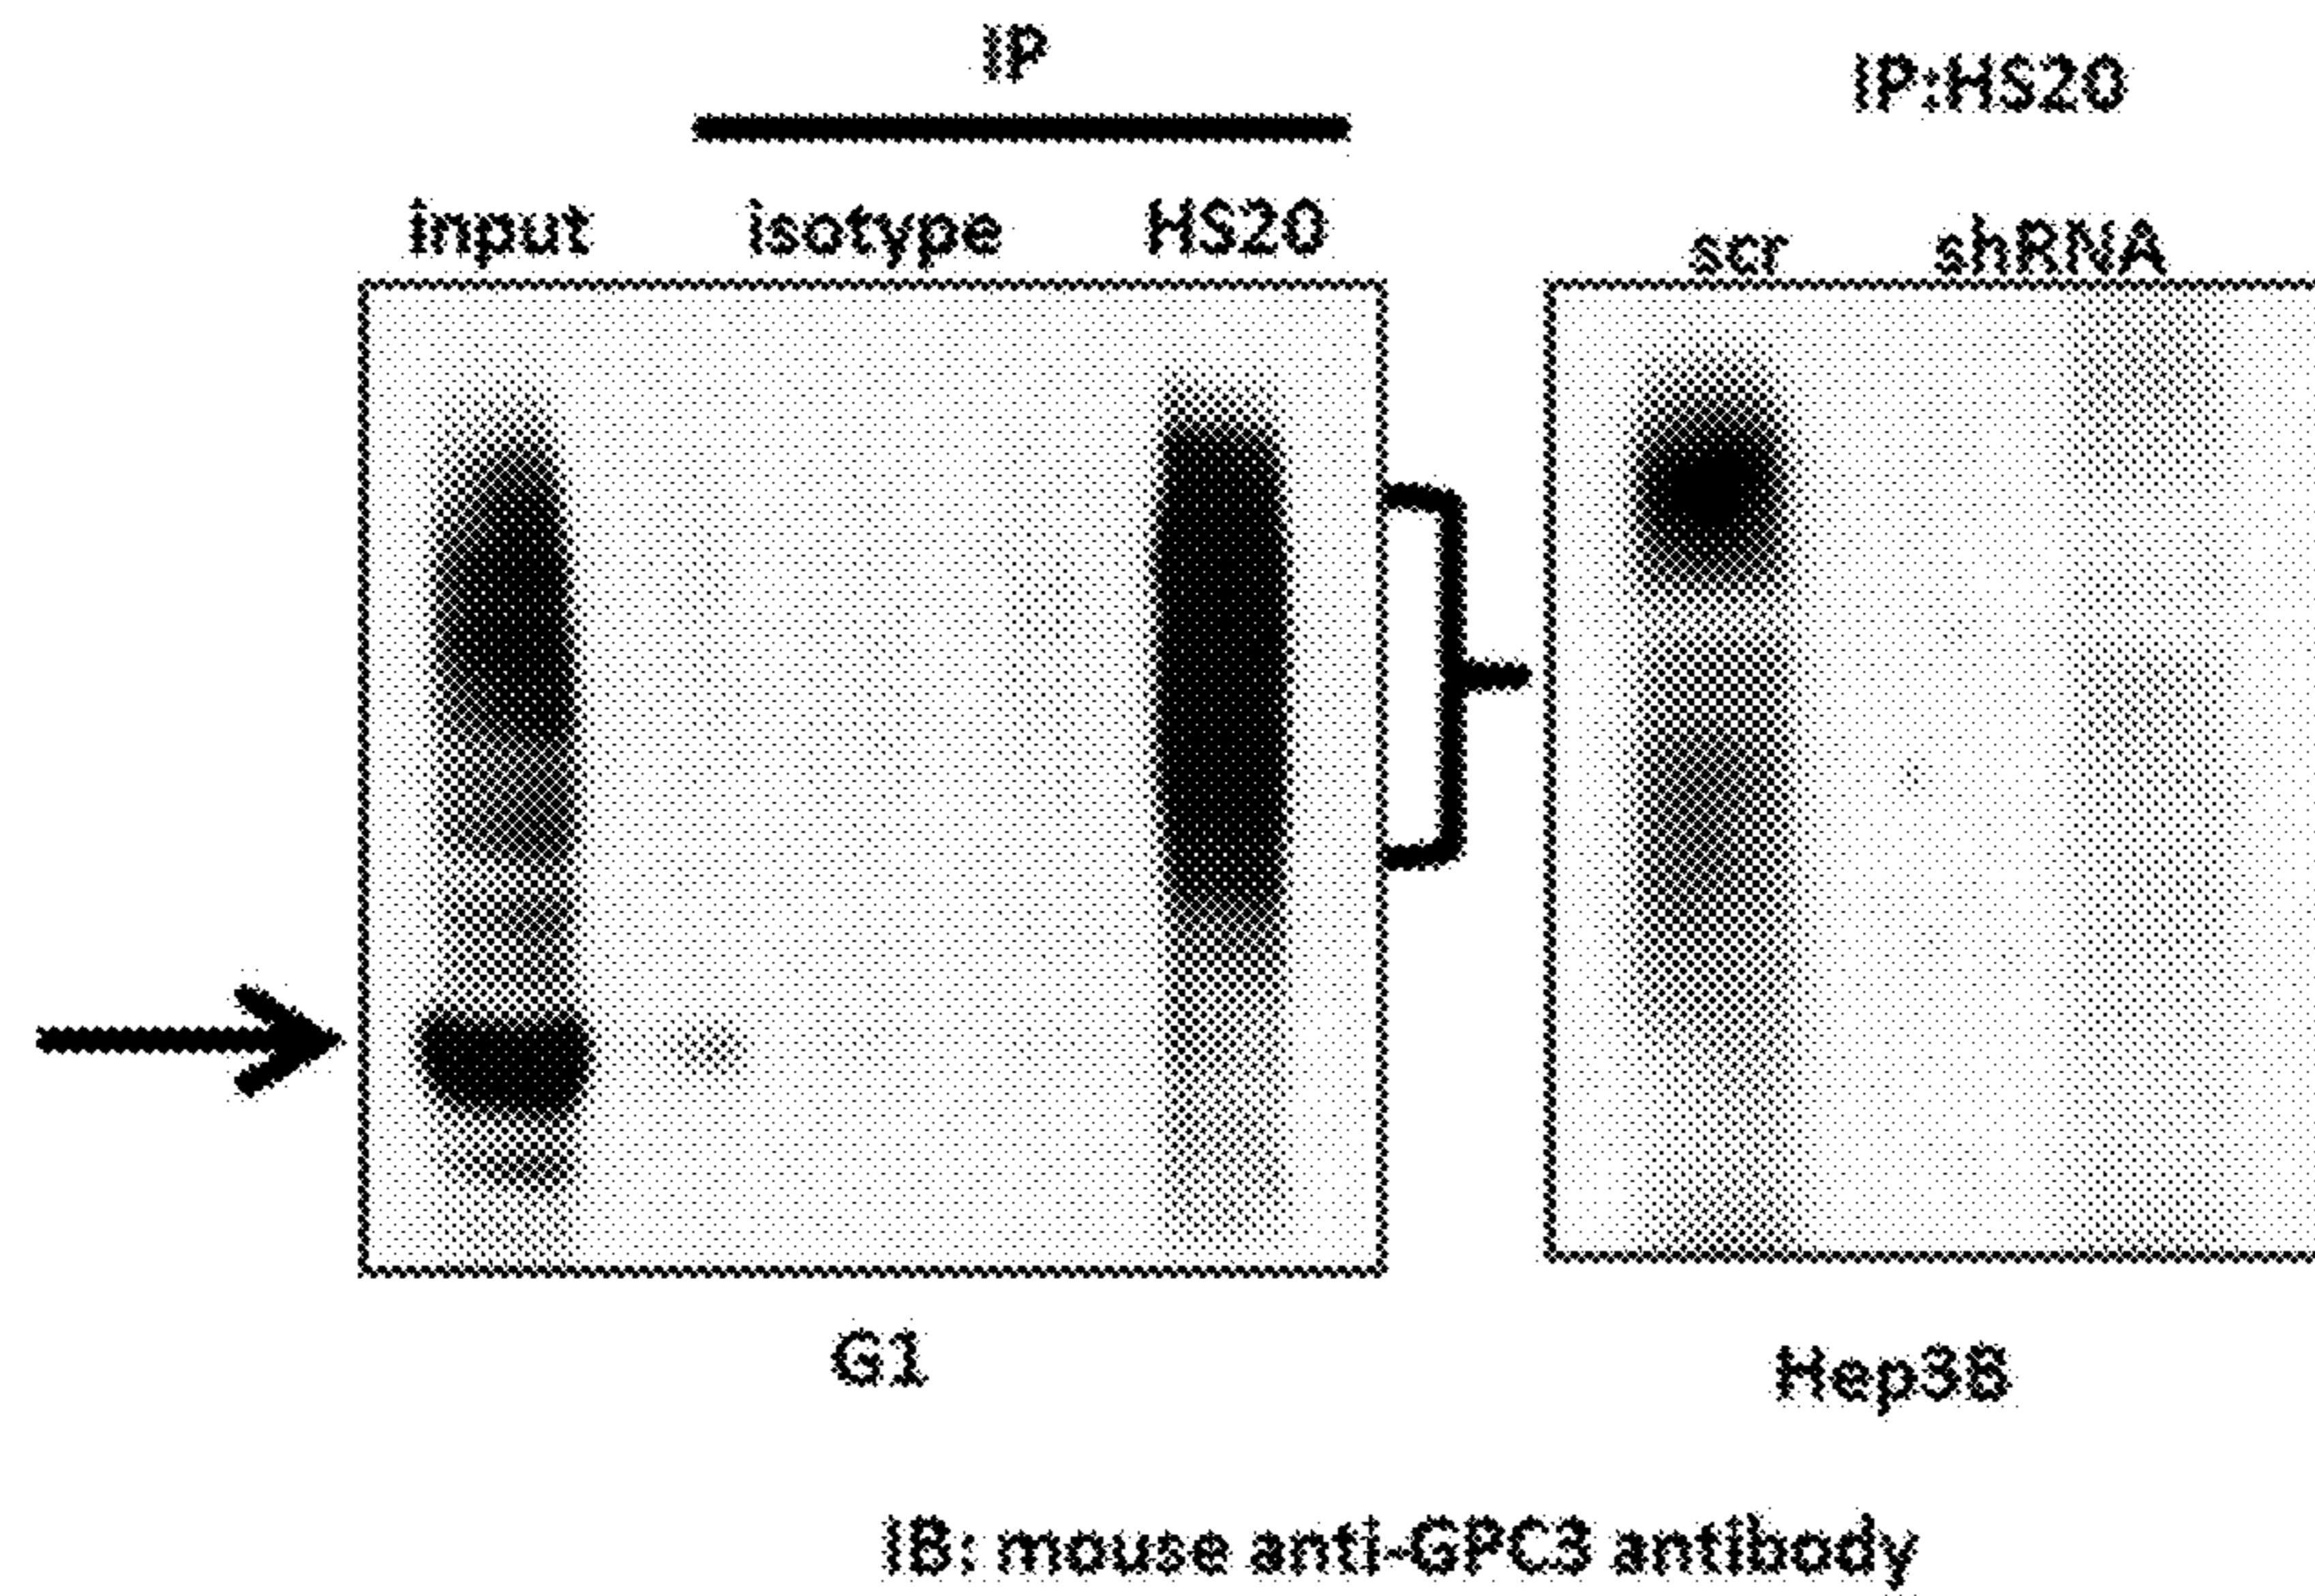 IP
IP:HS20
input isotype HS20
scr shRNA
G1
Hep3B
IB: mouse anti-GPC3 antibody